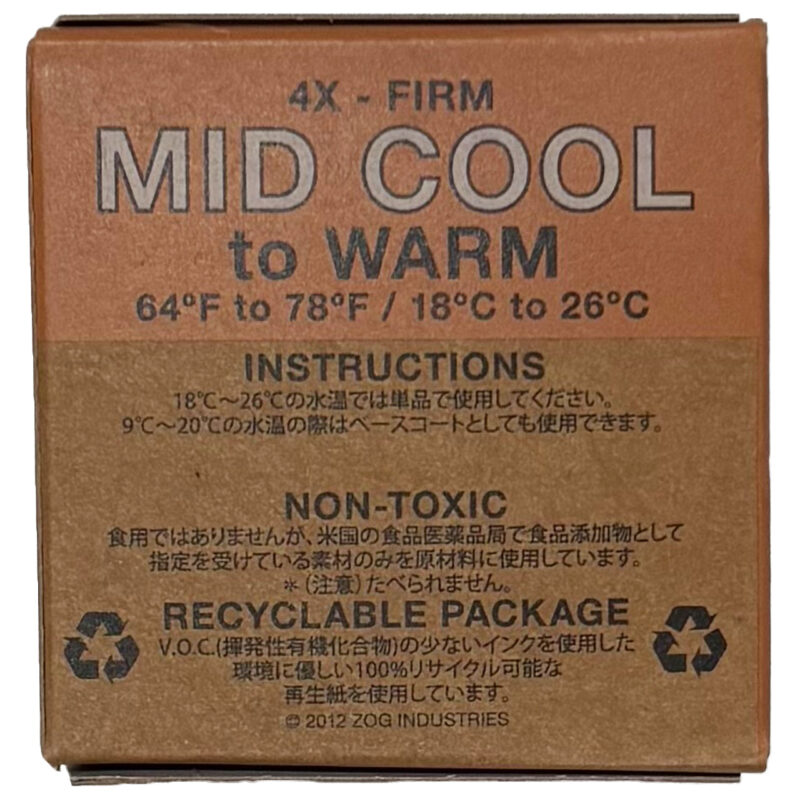 4X - FIRM
MID COOL
to WARM
64ºF to 78ºF / 18ºC to 26ºC
INSTRUCTIONS
18℃～26℃の水温では単品で使用してください。
9℃～20℃の水温の際はベースコートとしても使用できます。
NON-TOXIC
食用ではありませんが、米国の食品医薬品局で食品添加物として
指定を受けている素材のみを原材料に使用しています。
＊（注意）たべられません。
RECYCLABLE PACKAGE
V.O.C.(揮発性有機化合物)の少ないインクを使用した
環境に優しい100%リサイクル可能な
再生紙を使用しています。
© 2012 ZOG INDUSTRIES